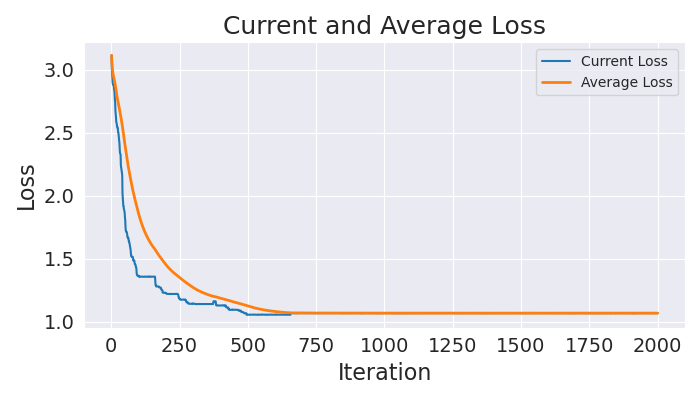 Current and Average Loss
Current Loss
Average Loss
Loss
3.0
2.5
2.0
1.5
1.0
0 250 500 750 1000 1250 1500 1750 2000
Iteration